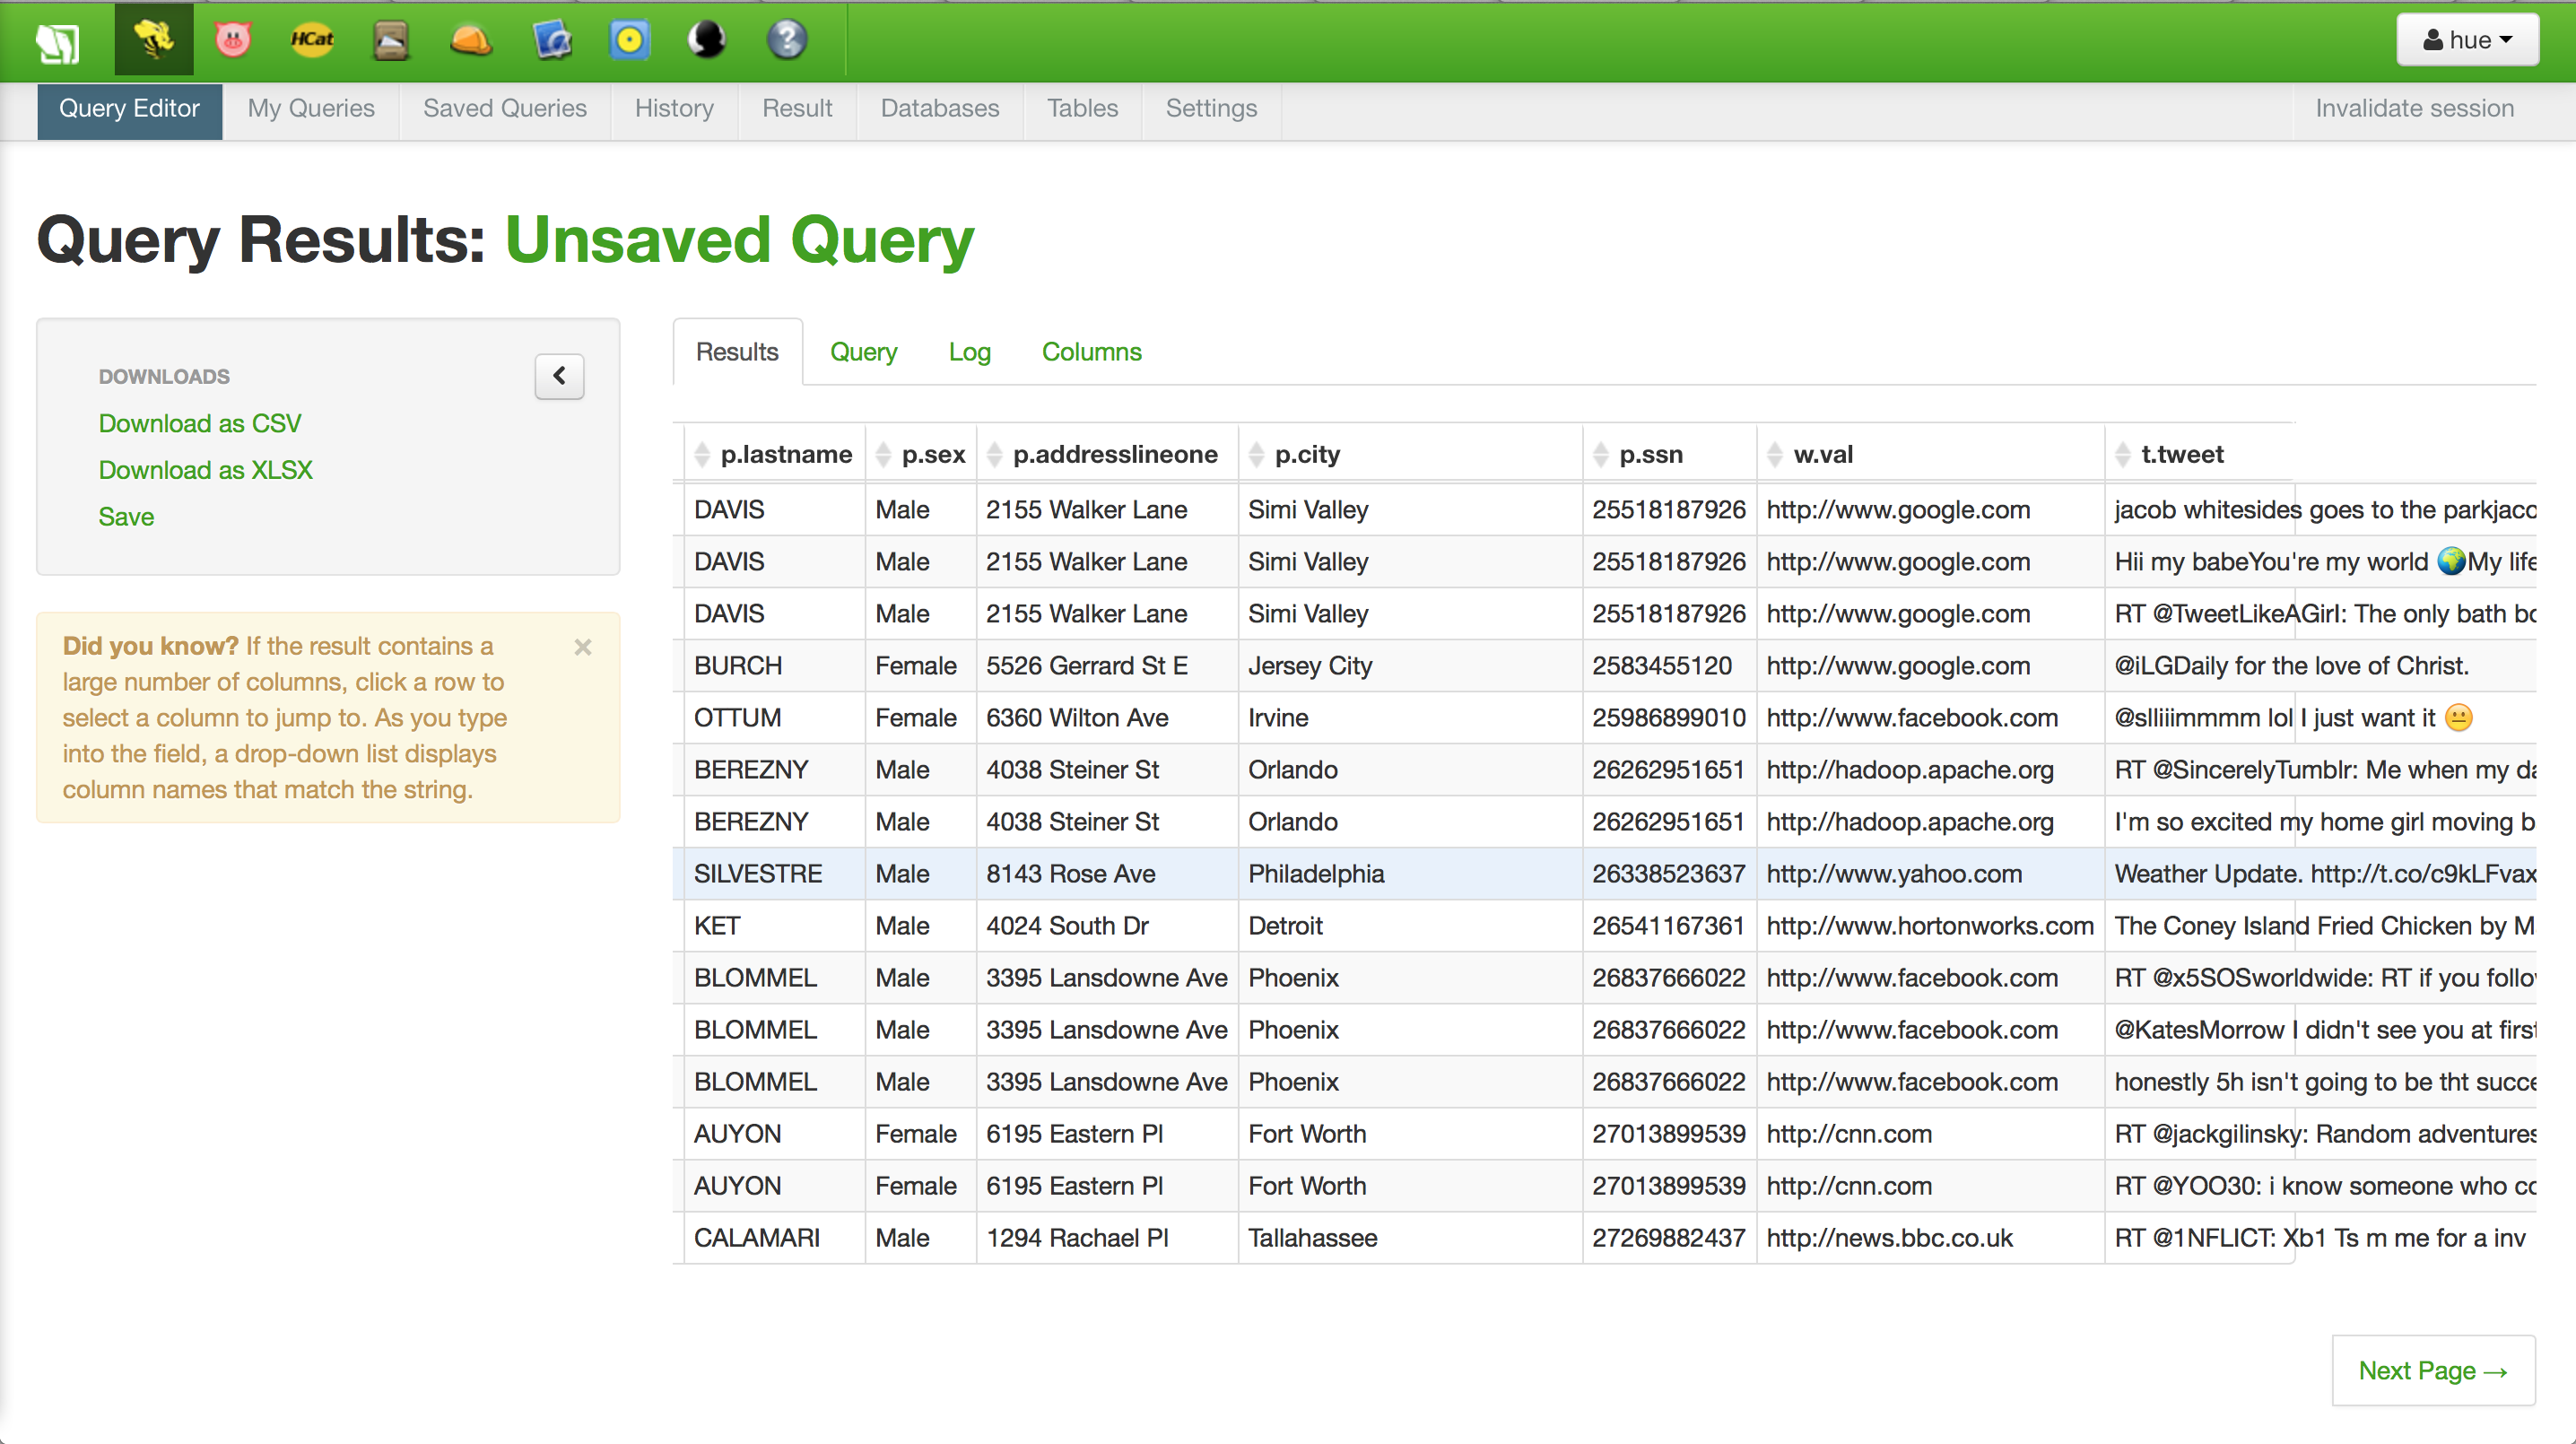 HCat
hue
Query Editor My Queries Saved Queries History Result Databases Tables Settings Invalidate session
Query Results: Unsaved Query
DOWNLOADS
Download as CSV
Download as XLSX
Save
Did you know? If the result contains a
large number of columns, click a row to
select a column to jump to. As you type
into the field, a drop-down list displays
column names that match the string.
Results Query Log Columns
p.lastname p.sex p.addresslineone p.city p.ssn w.val t.tweet
DAVIS Male 2155 Walker Lane Simi Valley 25518187926 http://www.google.com jacob whitesides goes to the parkjaco
DAVIS Male 2155 Walker Lane Simi Valley 25518187926 http://www.google.com Hii my babeYou're my world 🌍My life
DAVIS Male 2155 Walker Lane Simi Valley 25518187926 http://www.google.com RT @TweetLikeAGirl: The only bath bo
BURCH Female 5526 Gerrard St E Jersey City 2583455120 http://www.google.com @iLGDaily for the love of Christ.
OTTUM Female 6360 Wilton Ave Irvine 25986899010 http://www.facebook.com @slliiimmmm lol I just want it 😐
BEREZNY Male 4038 Steiner St Orlando 26262951651 http://hadoop.apache.org RT @SincerelyTumblr: Me when my da
BEREZNY Male 4038 Steiner St Orlando 26262951651 http://hadoop.apache.org I'm so excited my home girl moving b
SILVESTRE Male 8143 Rose Ave Philadelphia 26338523637 http://www.yahoo.com Weather Update. http://t.co/c9kLFvax
KET Male 4024 South Dr Detroit 26541167361 http://www.hortonworks.com The Coney Island Fried Chicken by M
BLOMMEL Male 3395 Lansdowne Ave Phoenix 26837666022 http://www.facebook.com RT @x5SOSworldwide: RT if you follo
BLOMMEL Male 3395 Lansdowne Ave Phoenix 26837666022 http://www.facebook.com @KatesMorrow I didn't see you at first
BLOMMEL Male 3395 Lansdowne Ave Phoenix 26837666022 http://www.facebook.com honestly 5h isn't going to be tht succe
AUYON Female 6195 Eastern Pl Fort Worth 27013899539 http://cnn.com RT @jackgilinsky: Random adventures
AUYON Female 6195 Eastern Pl Fort Worth 27013899539 http://cnn.com RT @YOO30: i know someone who co
CALAMARI Male 1294 Rachael Pl Tallahassee 27269882437 http://news.bbc.co.uk RT @1NFLICT: Xb1 Ts m me for a inv
Next Page →